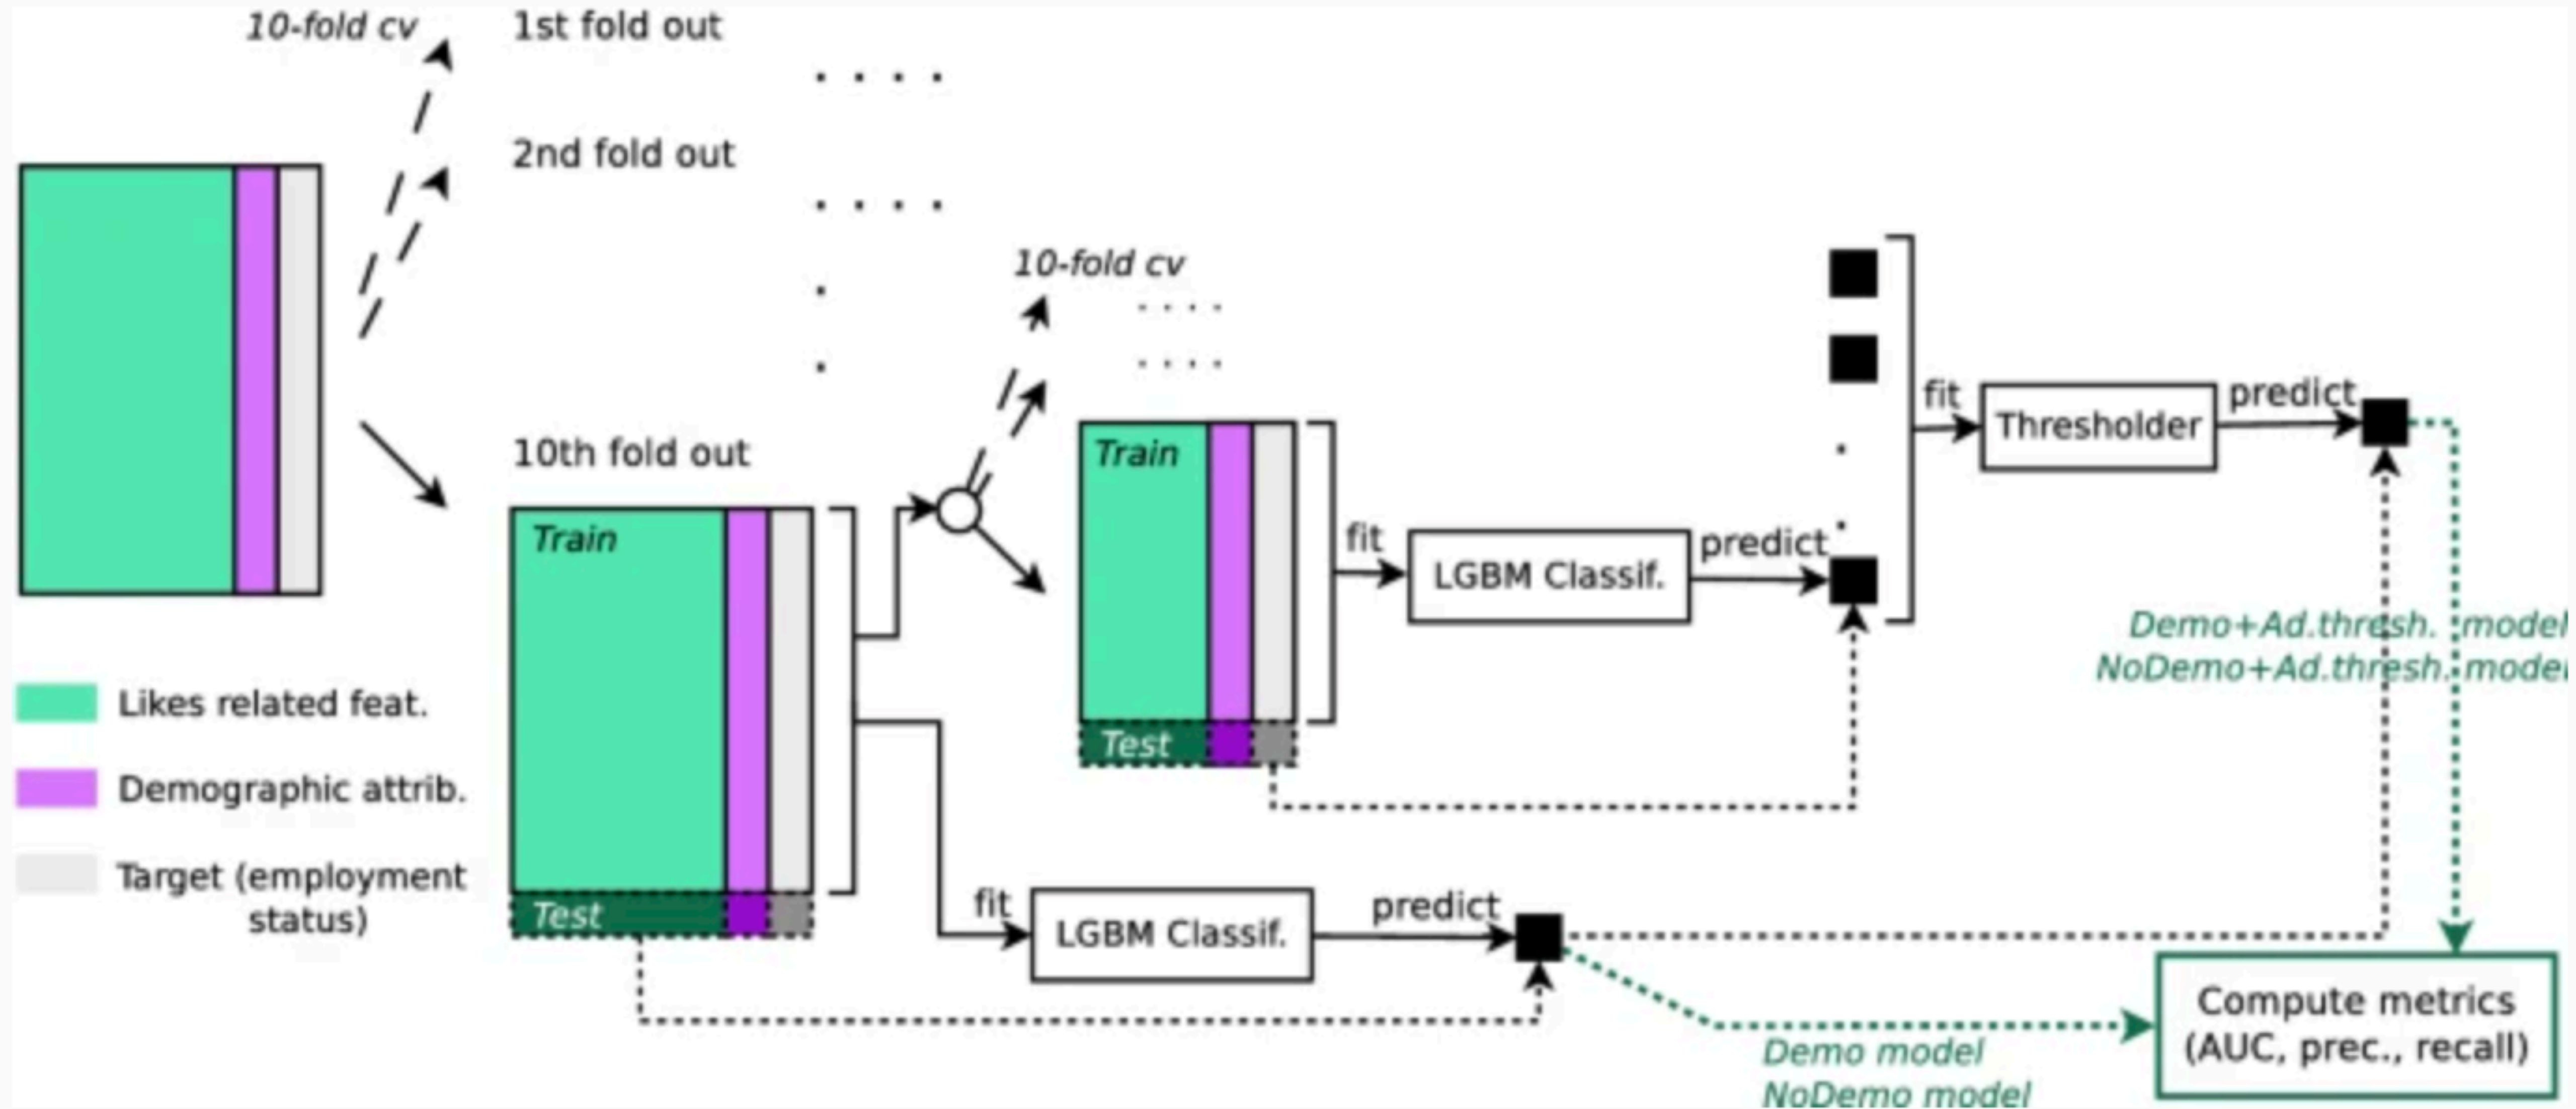 10-fold cv
1st fold out
2nd fold out
10-fold cv
10th fold out
Train
Test
Train
Test
fit
LGBM Classif.
predict
fit
Thresholder
predict
Demo+Ad.thresh. model
NoDemo+Ad.thresh. model
Likes related feat.
Demographic attrib.
Target (employment
status)
fit
LGBM Classif.
predict
Demo model
NoDemo model
Compute metrics
(AUC, prec., recall)